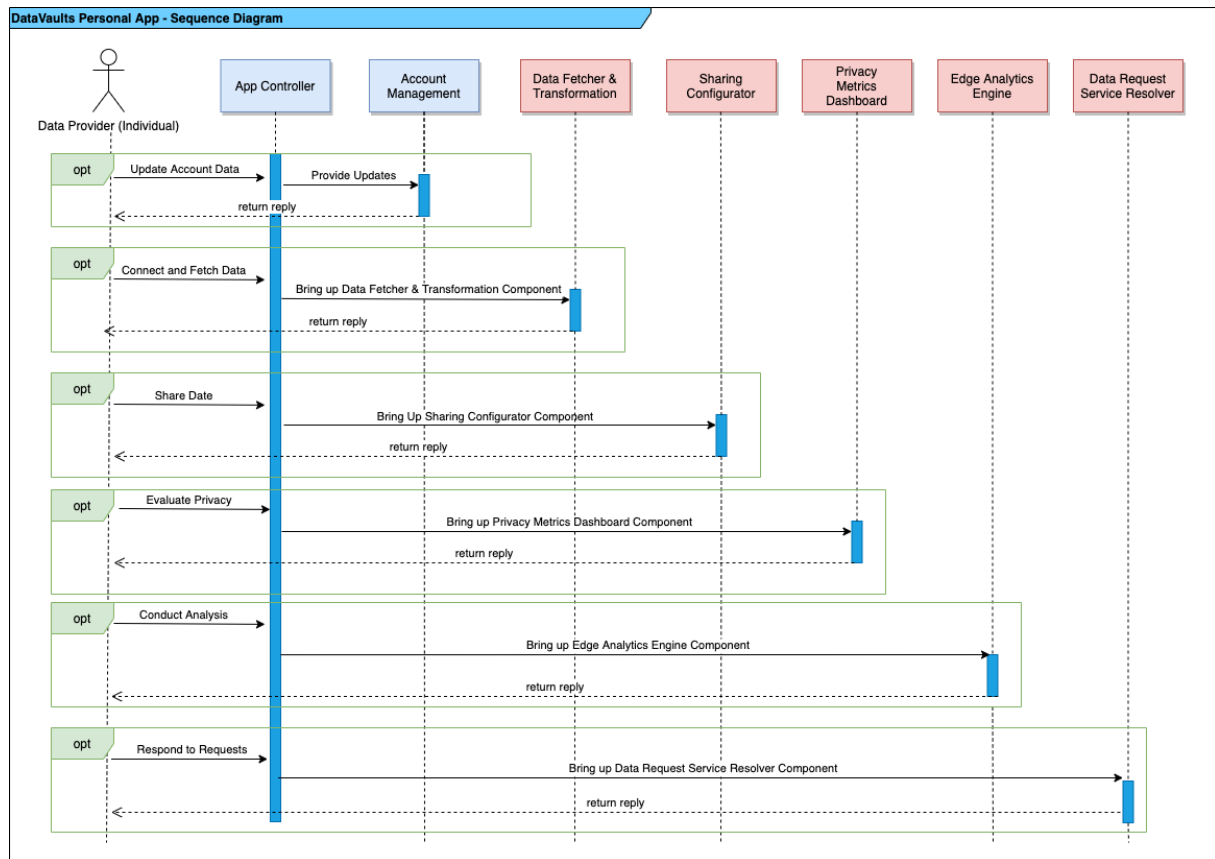 DataVaults Personal App - Sequence Diagram
Data Provider (Individual)
App Controller
Account
Management
Data Fetcher &
Transformation
Sharing
Configurator
Privacy
Metrics
Dashboard
Edge Analytics
Engine
Data Request
Service Resolver
opt
Update Account Data
Provide Updates
return reply
opt
Connect and Fetch Data
Bring up Data Fetcher & Transformation Component
return reply
opt
Share Date
Bring Up Sharing Configurator Component
return reply
opt
Evaluate Privacy
Bring up Privacy Metrics Dashboard Component
return reply
opt
Conduct Analysis
Bring up Edge Analytics Engine Component
return reply
opt
Respond to Requests
Bring up Data Request Service Resolver Component
return reply